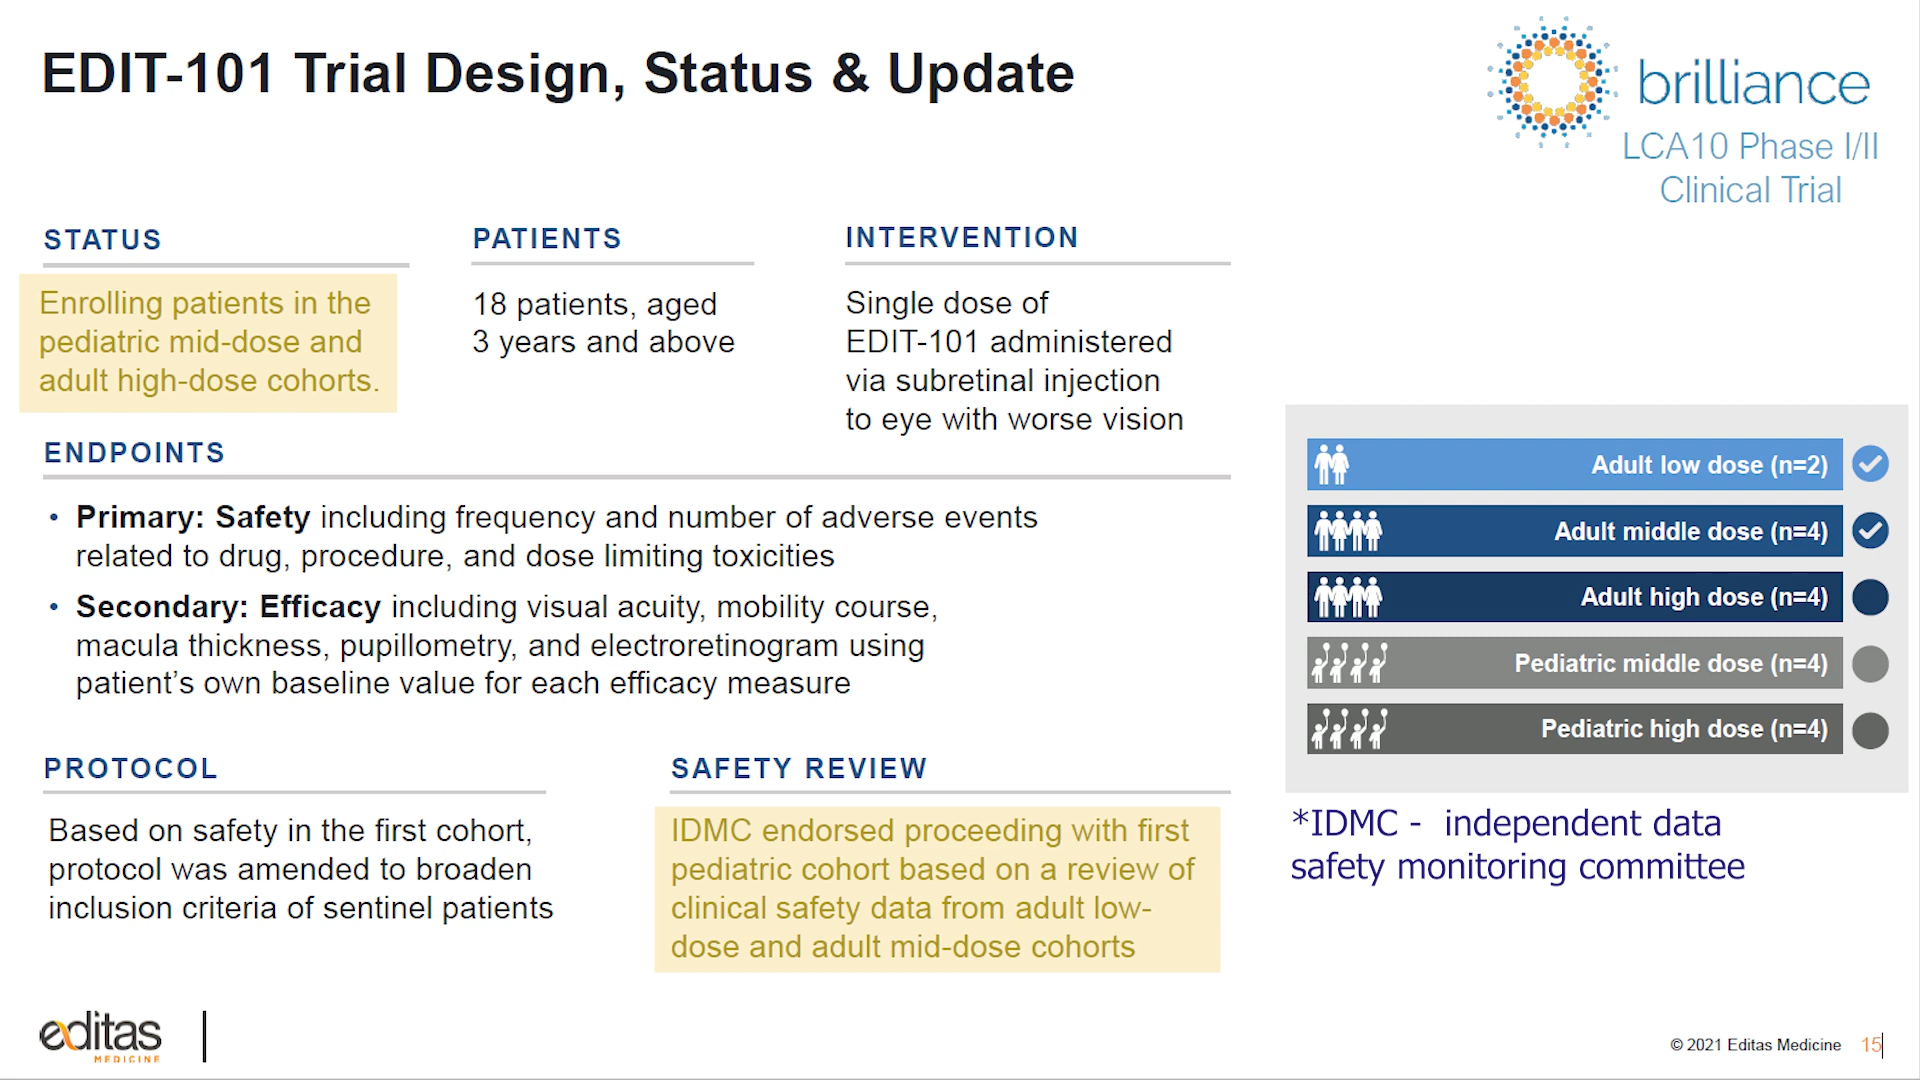 EDIT-101 Trial Design, Status & Update
brilliance
LCA10 Phase I/II
Clinical Trial
STATUS
Enrolling patients in the
pediatric mid-dose and
adult high-dose cohorts.
PATIENTS
18 patients, aged
3 years and above
INTERVENTION
Single dose of
EDIT-101 administered
via subretinal injection
to eye with worse vision
ENDPOINTS
• Primary: Safety including frequency and number of adverse events
related to drug, procedure, and dose limiting toxicities
• Secondary: Efficacy including visual acuity, mobility course,
macula thickness, pupillometry, and electroretinogram using
patient’s own baseline value for each efficacy measure
Adult low dose (n=2)
Adult middle dose (n=4)
Adult high dose (n=4)
Pediatric middle dose (n=4)
Pediatric high dose (n=4)
PROTOCOL
Based on safety in the first cohort,
protocol was amended to broaden
inclusion criteria of sentinel patients
SAFETY REVIEW
IDMC endorsed proceeding with first
pediatric cohort based on a review of
clinical safety data from adult low-
dose and adult mid-dose cohorts
*IDMC - independent data
safety monitoring committee
editas
MEDICINE
© 2021 Editas Medicine 15